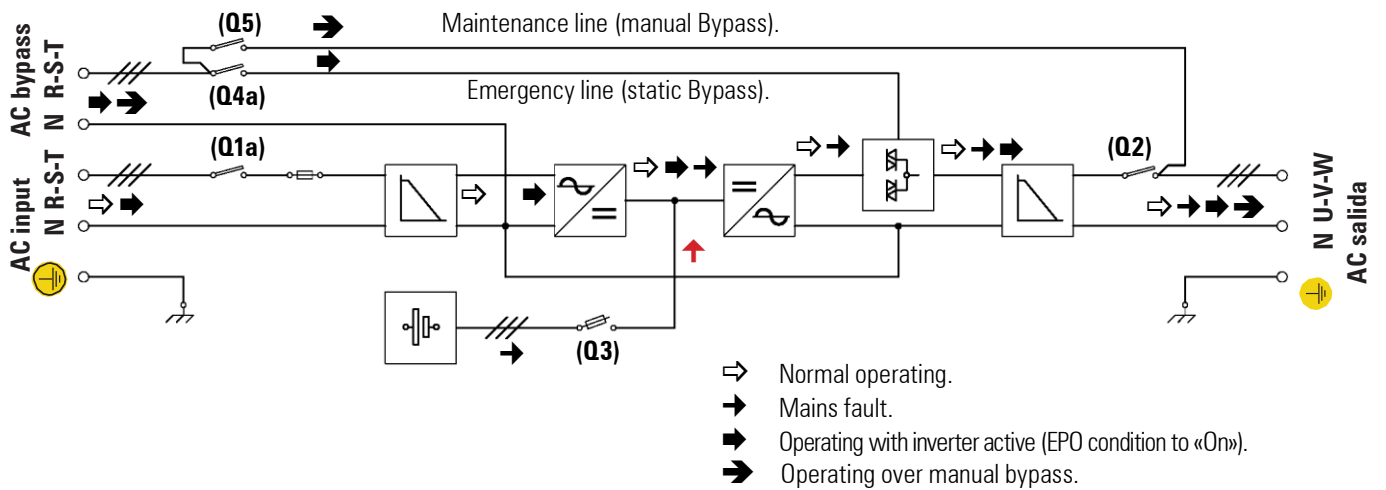 (Q5)
Maintenance line (manual Bypass).
AC bypass
N R-S-T
(Q4a)
Emergency line (static Bypass).
(Q1a)
(Q2)
AC input
N R-S-T
N U-V-W
AC salida
(Q3)
Normal operating.
Mains fault.
Operating with inverter active (EPO condition to «On»).
Operating over manual bypass.